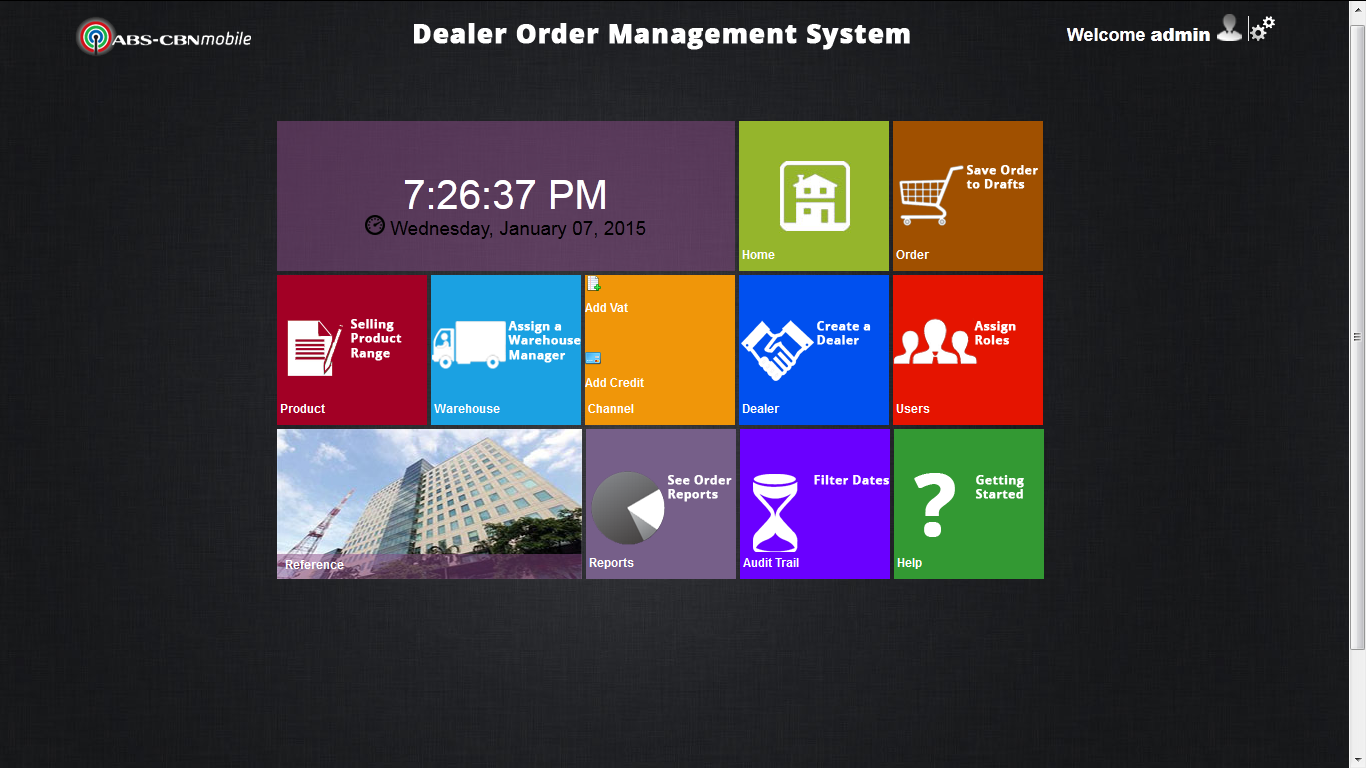 ABS-CBNmobile
Dealer Order Management System
Welcome admin
7:26:37 PM
Wednesday, January 07, 2015
Home
Save Order
to Drafts
Order
Selling
Product
Range
Product
Assign a
Warehouse
Manager
Warehouse
Add Vat
Add Credit
Channel
Create a
Dealer
Dealer
Assign
Roles
Users
Reference
See Order
Reports
Reports
Filter Dates
Audit Trail
Getting
Started
?
Help